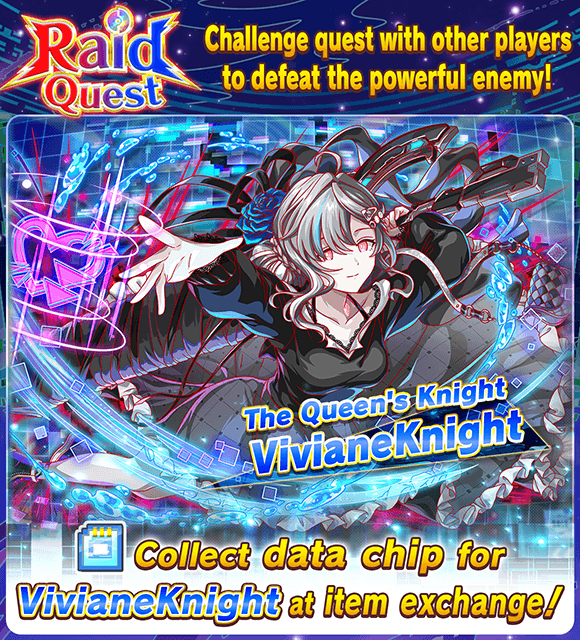 Raid
Quest
Challenge quest with other players
to defeat the powerful enemy!
The Queen's Knight
VivianeKnight
Collect data chip for
VivianeKnight at item exchange!